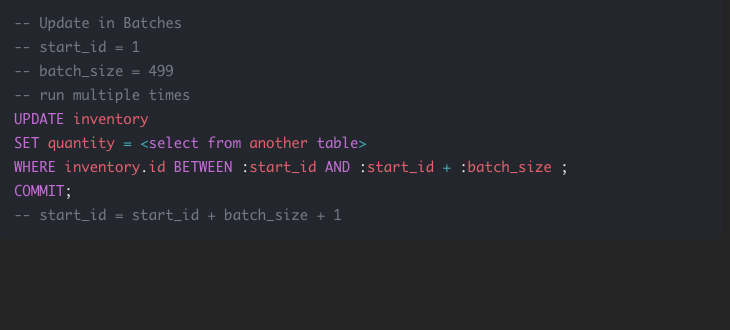 -- Update in Batches
-- start_id = 1
-- batch_size = 499
-- run multiple times
UPDATE inventory
SET quantity = <select from another table>
WHERE inventory.id BETWEEN :start_id AND :start_id + :batch_size ;
COMMIT;
-- start_id = start_id + batch_size + 1